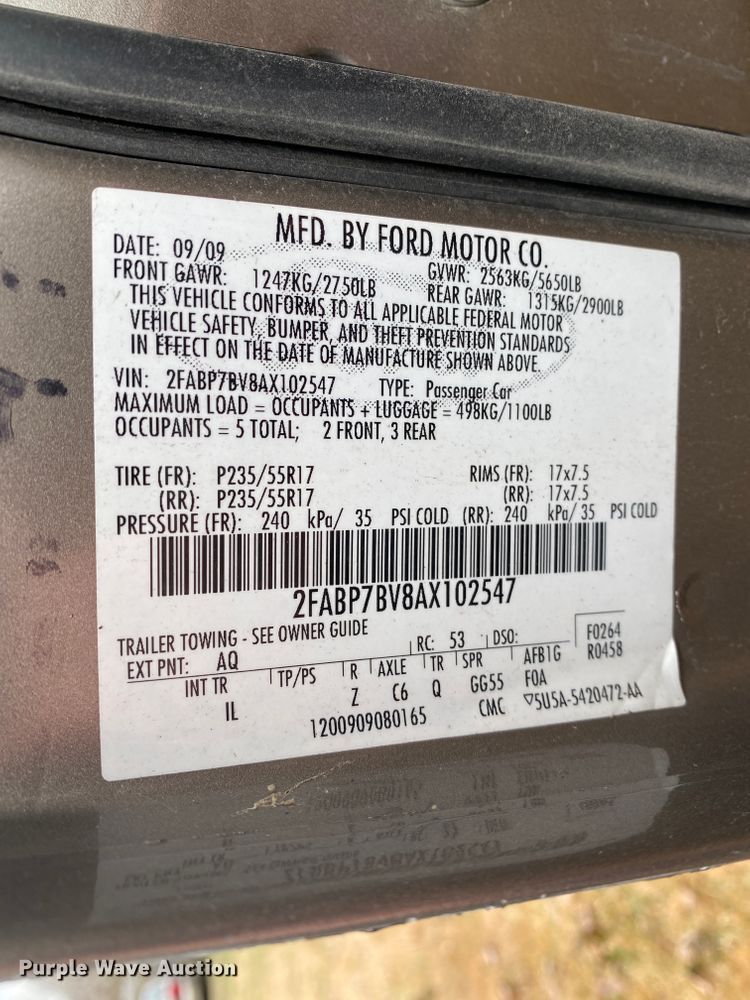 MFD. BY FORD MOTOR CO.
DATE: 09/09
GVWR: 2563KG/5650LB
FRONT GAWR: 1247KG/2750LB
REAR GAWR: 1315KG/2900LB
THIS VEHICLE CONFORMS TO ALL APPLICABLE FEDERAL MOTOR
VEHICLE SAFETY, BUMPER, AND THEFT PREVENTION STANDARDS
IN EFFECT ON THE DATE OF MANUFACTURE SHOWN ABOVE.
VIN: 2FABP7BV8AX102547 TYPE: Passenger Car
MAXIMUM LOAD = OCCUPANTS + LUGGAGE = 498KG/1100LB
OCCUPANTS = 5 TOTAL; 2 FRONT, 3 REAR
TIRE (FR): P235/55R17 RIMS (FR): 17x7.5
(RR): P235/55R17 (RR): 17x7.5
PRESSURE (FR): 240 kPa/ 35 PSI COLD (RR): 240 kPa/ 35 PSI COLD
2FABP7BV8AX102547
TRAILER TOWING - SEE OWNER GUIDE
EXT PNT: AQ RC: 53 DSO: F0264
INT TR TP/PS R AXLE TR SPR AFB1G R0458
IL Z C6 Q GG55 FOA
1200909080165 CMC ▽5U5A-5420472-AA
Purple Wave Auction